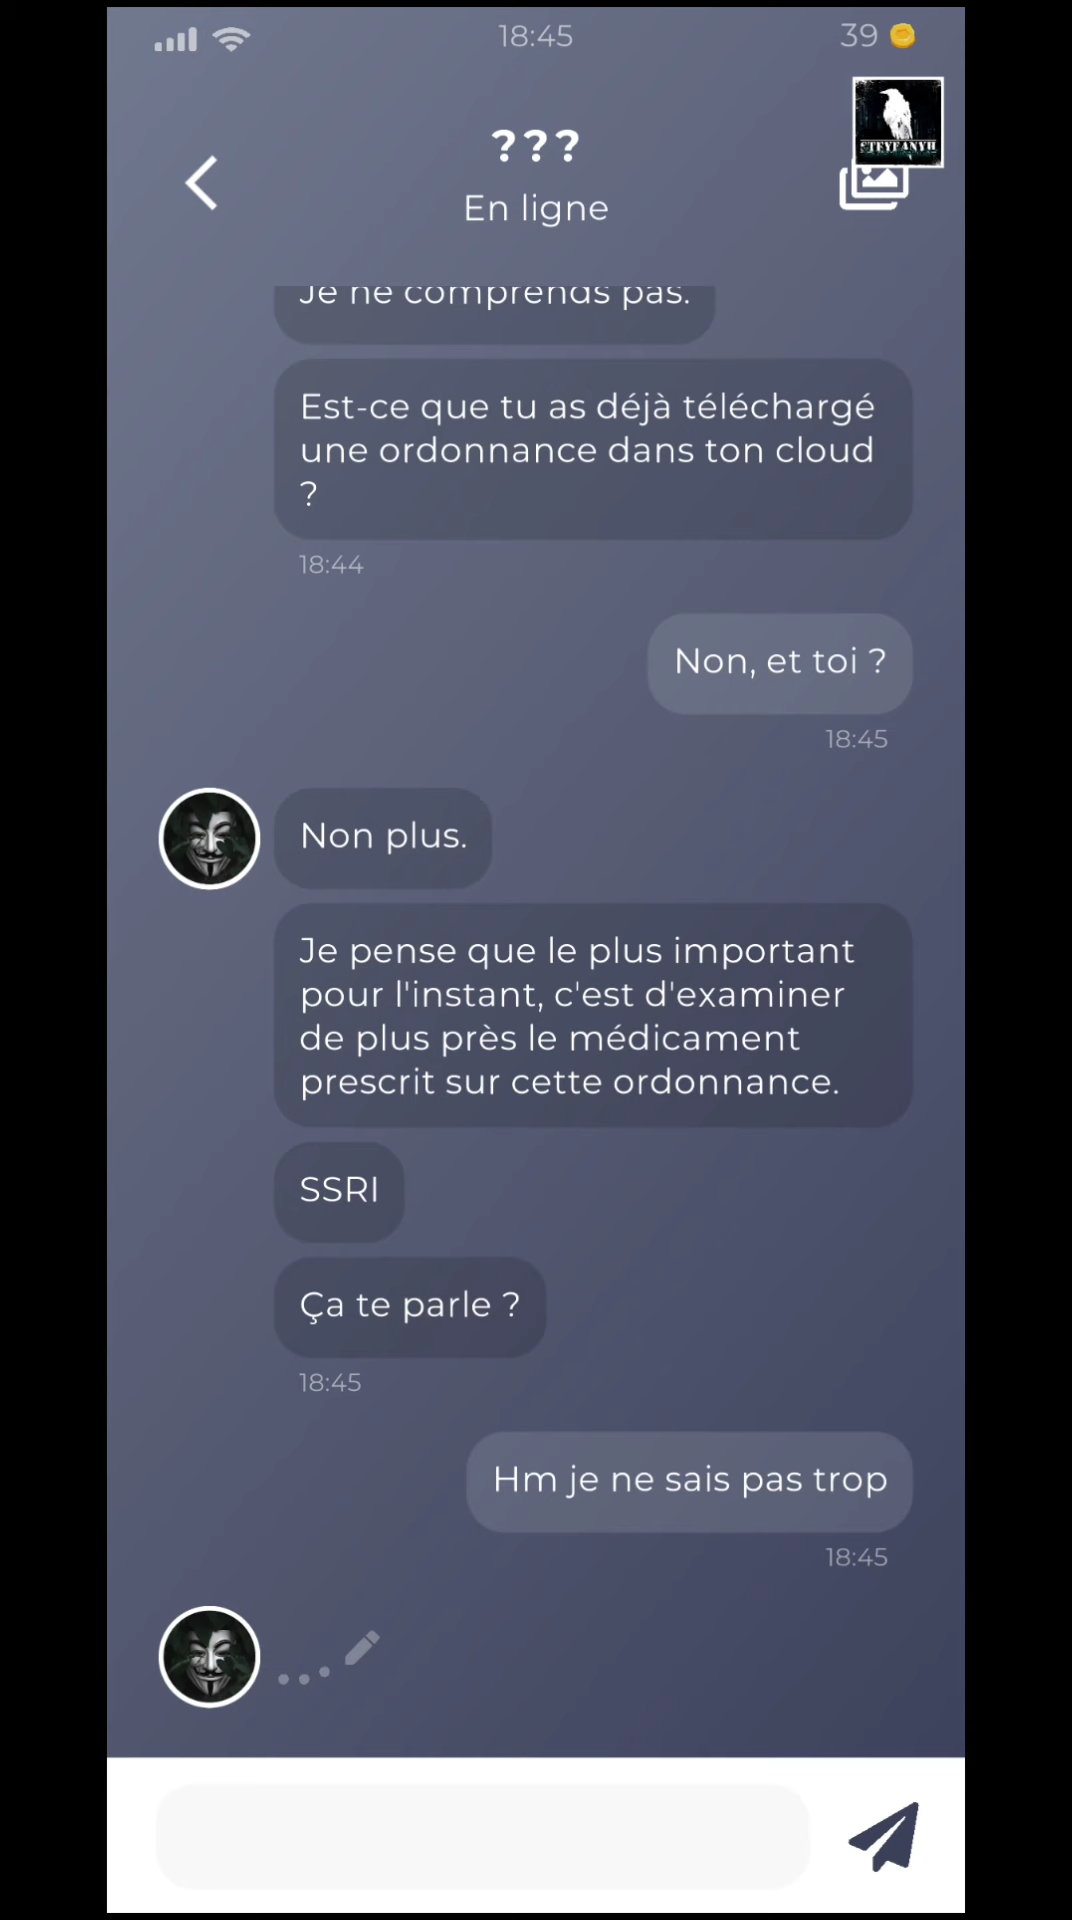 18:45
39
STEYFANYH
???
En ligne
Je ne comprends pas.
Est-ce que tu as déjà téléchargé
une ordonnance dans ton cloud
?
18:44
Non, et toi ?
18:45
Non plus.
Je pense que le plus important
pour l'instant, c'est d'examiner
de plus près le médicament
prescrit sur cette ordonnance.
SSRI
Ça te parle ?
18:45
Hm je ne sais pas trop
18:45